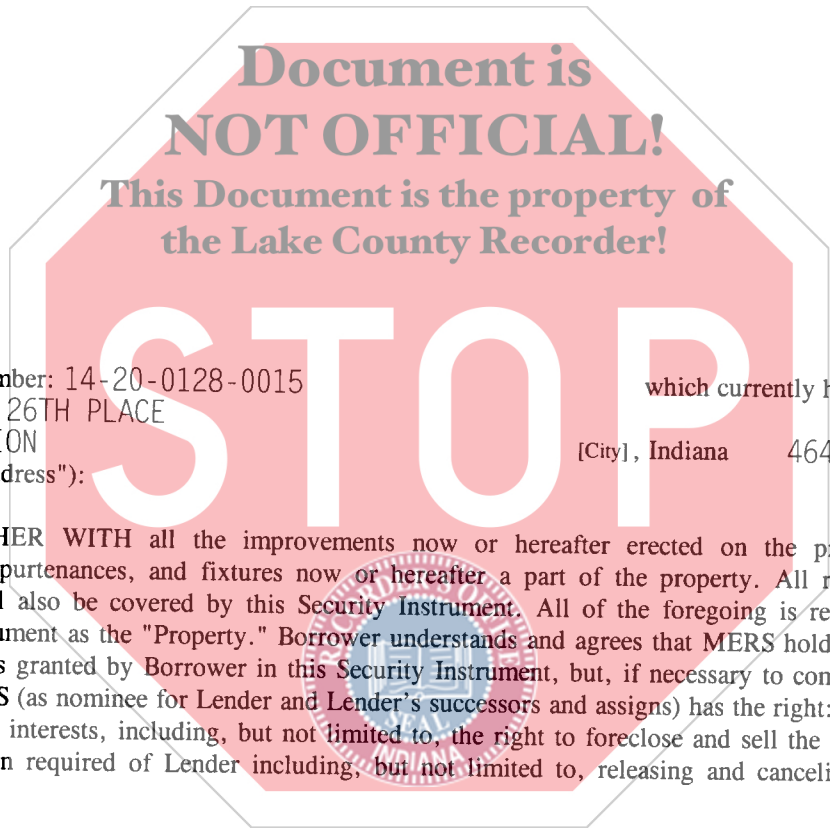 Document is
NOT OFFICIAL!
This Document is the property of
the Lake County Recorder!
STOP
mber: 14-20-0128-0015 which currently h
26TH PLACE
ION [City], Indiana 464
dress"):
HER WITH all the improvements now or hereafter erected on the p
purtenances, and fixtures now or hereafter a part of the property. All r
l also be covered by this Security Instrument. All of the foregoing is re
ument as the "Property." Borrower understands and agrees that MERS hold
s granted by Borrower in this Security Instrument, but, if necessary to com
S (as nominee for Lender and Lender's successors and assigns) has the right:
interests, including, but not limited to, the right to foreclose and sell the
n required of Lender including, but not limited to, releasing and canceli
RECORDER'S OFFICE
SEAL
INDIANA